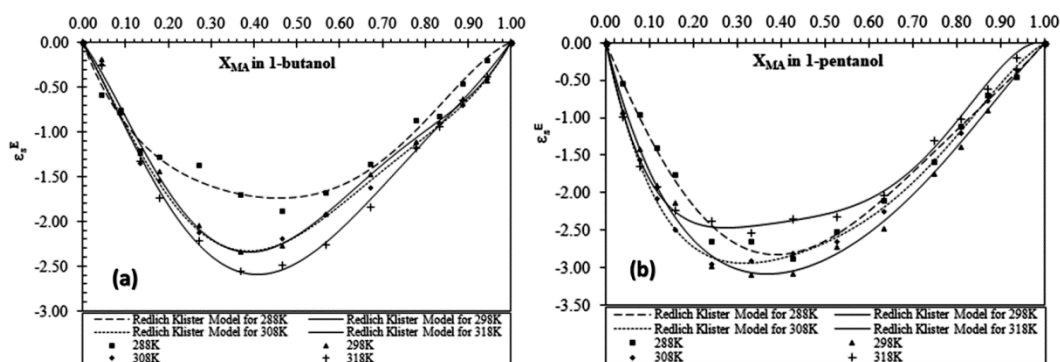 0.00 0.10 0.20 0.30 0.40 0.50 0.60 0.70 0.80 0.90 1.00
X_MA in 1-butanol
0.00
-0.50
-1.00
-1.50
-2.00
-2.50
-3.00
ε_s^E
(a)
Redlich Klister Model for 288K Redlich Klister Model for 298K
Redlich Klister Model for 308K Redlich Klister Model for 318K
288K 298K
308K 318K
0.00 0.10 0.20 0.30 0.40 0.50 0.60 0.70 0.80 0.90 1.00
X_MA in 1-pentanol
0.00
-0.50
-1.00
-1.50
-2.00
-2.50
-3.00
-3.50
ε_s^E
(b)
Redlich Klister Model for 288K Redlich Klister Model for 298K
Redlich Klister Model for 308K Redlich Klister Model for 318K
288K 298K
308K 318K